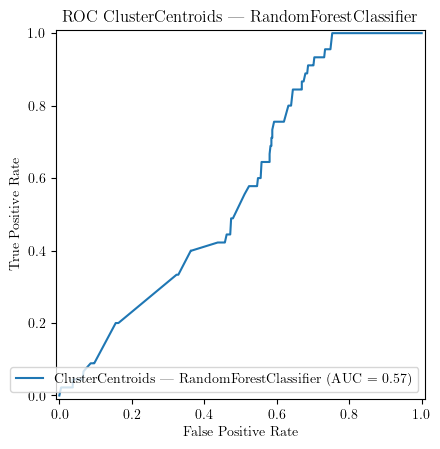 ROC ClusterCentroids — RandomForestClassifier
1.0
0.8
0.6
0.4
0.2
0.0
True Positive Rate
ClusterCentroids — RandomForestClassifier (AUC = 0.57)
0.0 0.2 0.4 0.6 0.8 1.0
False Positive Rate